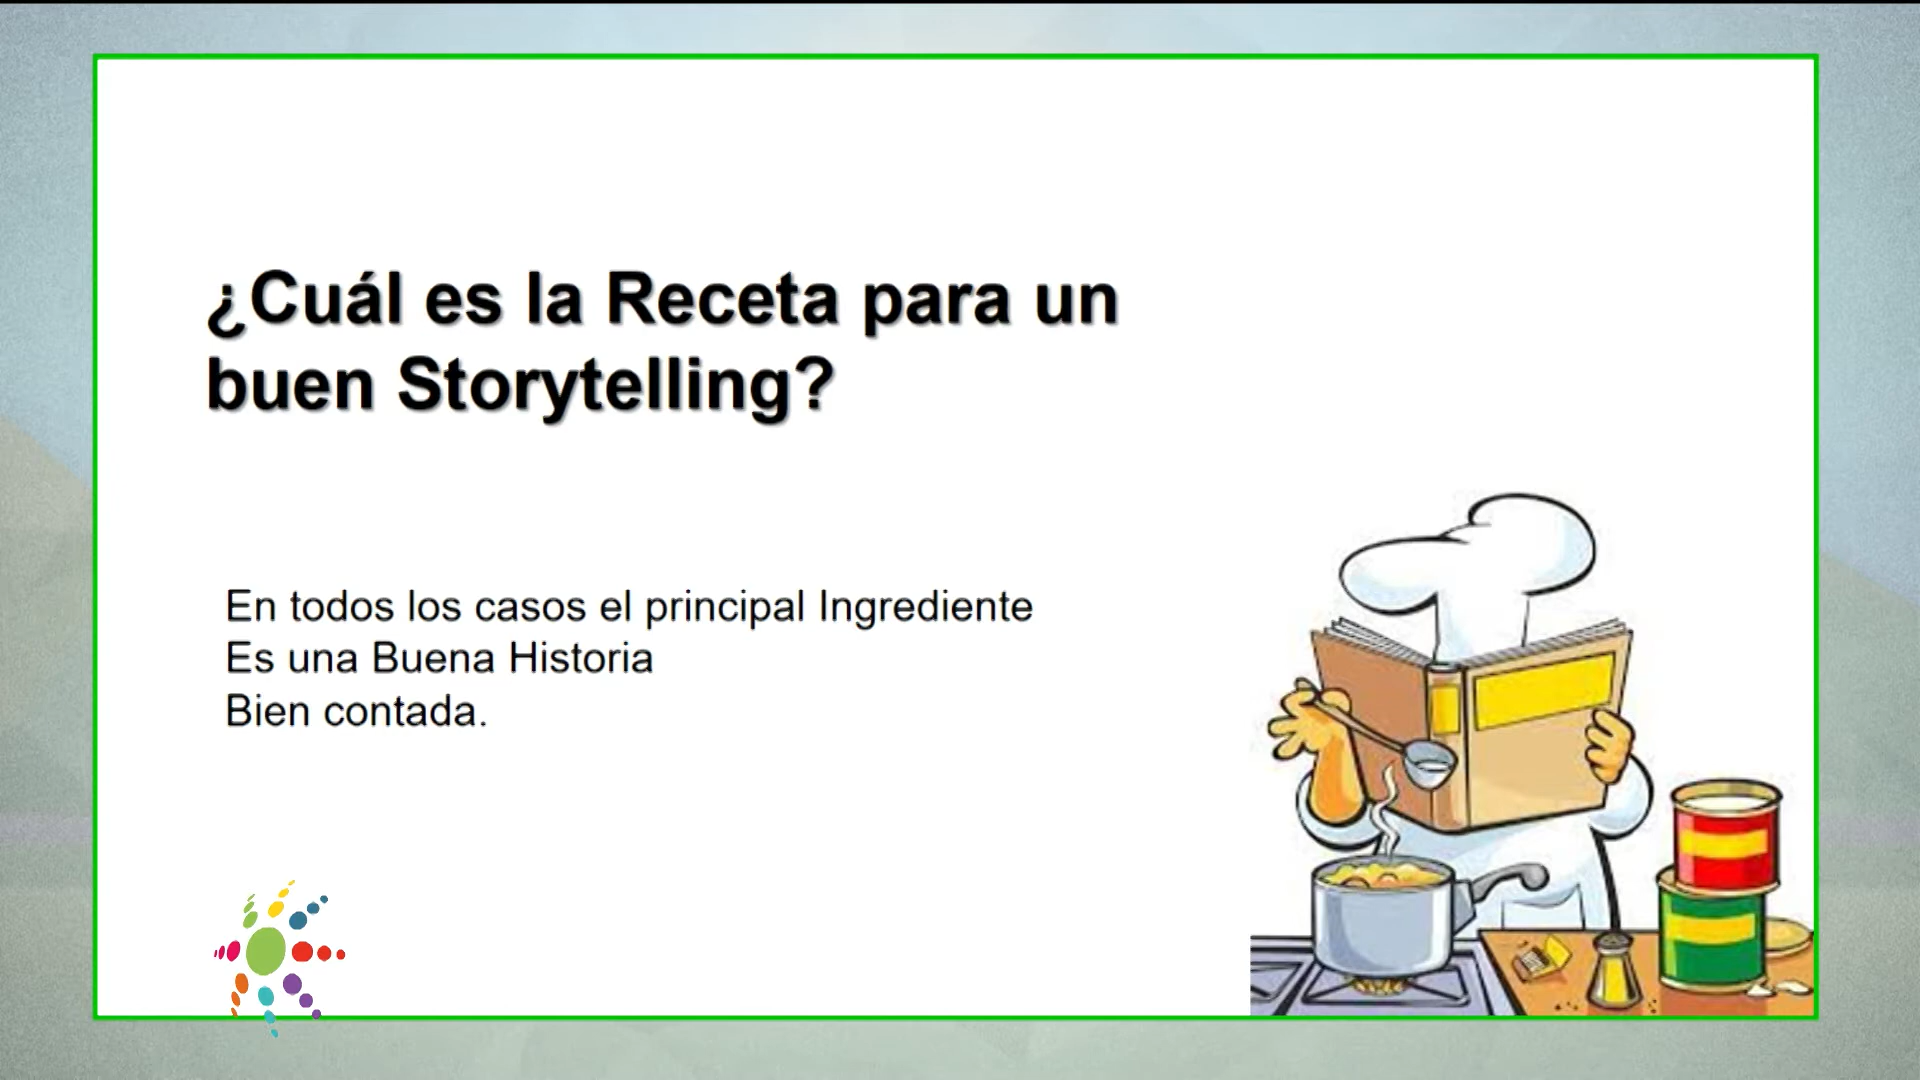 ¿Cuál es la Receta para un
buen Storytelling?
En todos los casos el principal Ingrediente
Es una Buena Historia
Bien contada.